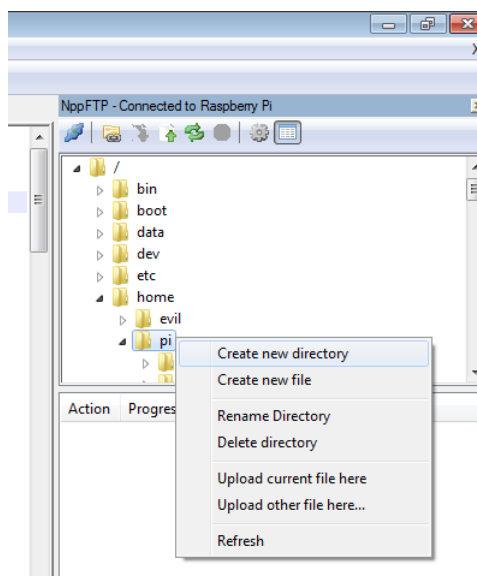 NppFTP - Connected to Raspberry Pi
/
bin
boot
data
dev
etc
home
evil
pi
Create new directory
Create new file
Rename Directory
Delete directory
Upload current file here
Upload other file here...
Refresh
Action Progres